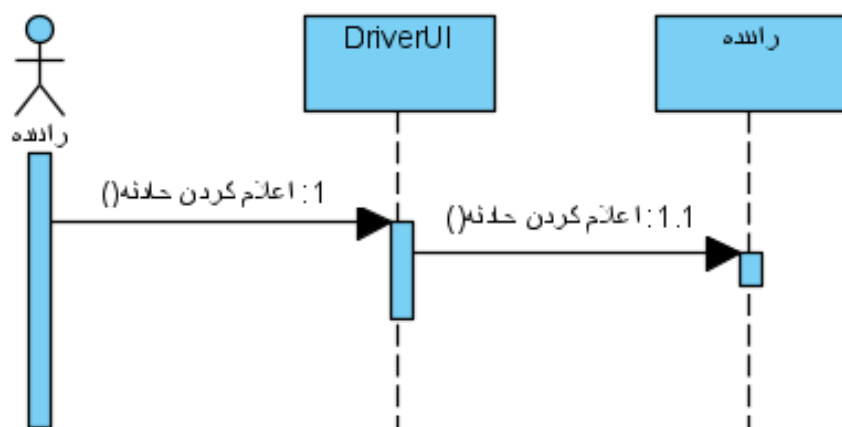 DriverUI
راننده
راننده
1: اعلام کردن حادثه()
1.1: اعلام کردن حادثه()